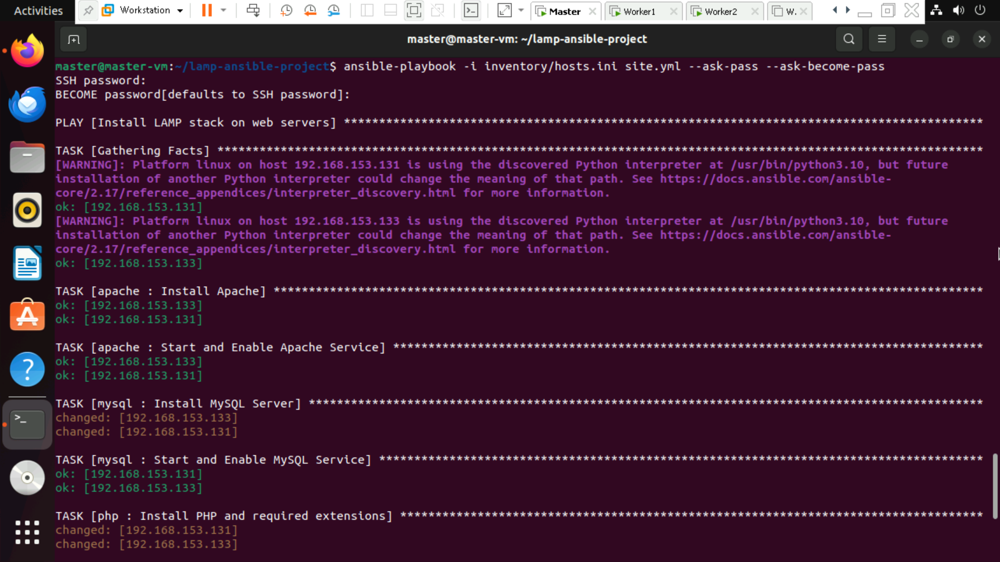 Activities
Workstation
Master
Worker1
Worker2
W.
master@master-vm: ~/lamp-ansible-project
master@master-vm:~/lamp-ansible-project$ ansible-playbook -i inventory/hosts.ini site.yml --ask-pass --ask-become-pass
SSH password:
BECOME password[defaults to SSH password]:
PLAY [Install LAMP stack on web servers] *******************************************************************************************
TASK [Gathering Facts] *************************************************************************************************************
[WARNING]: Platform linux on host 192.168.153.131 is using the discovered Python interpreter at /usr/bin/python3.10, but future
installation of another Python interpreter could change the meaning of that path. See https://docs.ansible.com/ansible-
core/2.17/reference_appendices/interpreter_discovery.html for more information.
ok: [192.168.153.131]
[WARNING]: Platform linux on host 192.168.153.133 is using the discovered Python interpreter at /usr/bin/python3.10, but future
installation of another Python interpreter could change the meaning of that path. See https://docs.ansible.com/ansible-
core/2.17/reference_appendices/interpreter_discovery.html for more information.
ok: [192.168.153.133]
TASK [apache : Install Apache] *****************************************************************************************************
ok: [192.168.153.133]
ok: [192.168.153.131]
TASK [apache : Start and Enable Apache Service] ************************************************************************************
ok: [192.168.153.133]
ok: [192.168.153.131]
TASK [mysql : Install MySQL Server] ************************************************************************************************
changed: [192.168.153.133]
changed: [192.168.153.131]
TASK [mysql : Start and Enable MySQL Service] **************************************************************************************
ok: [192.168.153.131]
ok: [192.168.153.133]
TASK [php : Install PHP and required extensions] ***********************************************************************************
changed: [192.168.153.131]
changed: [192.168.153.133]